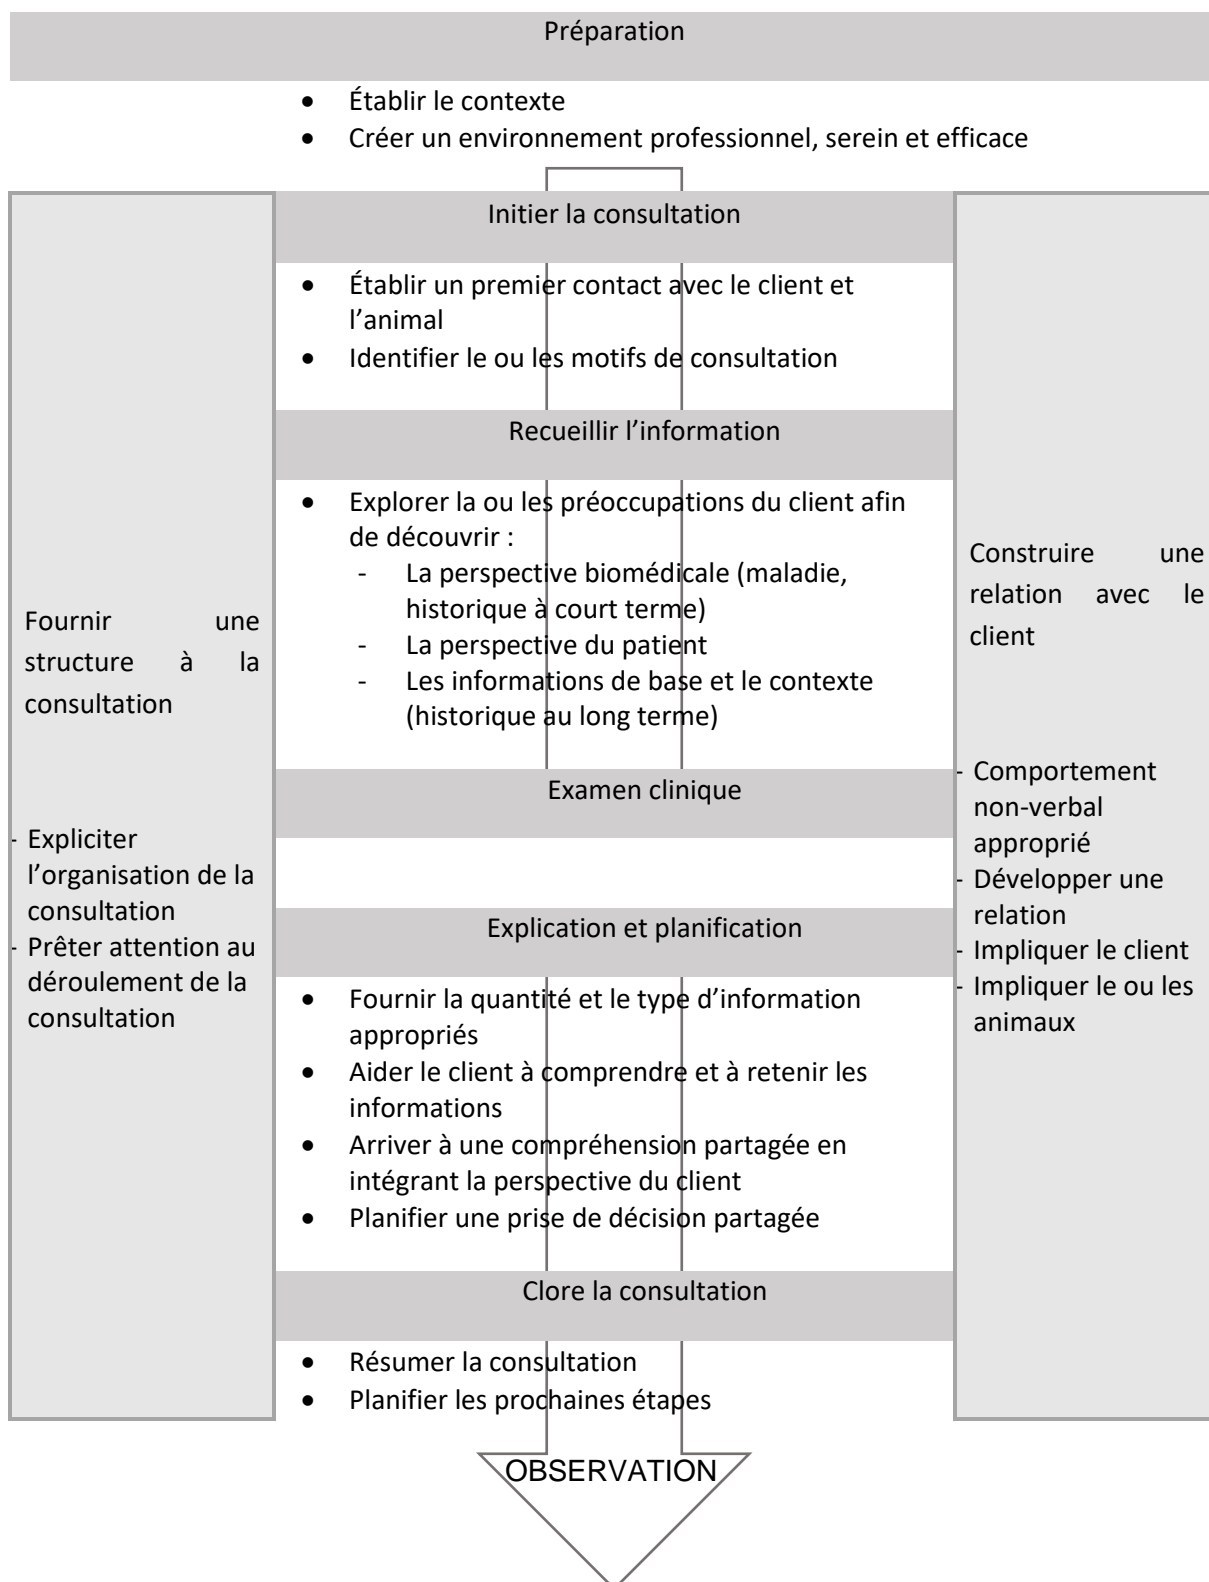 Préparation
• Établir le contexte
• Créer un environnement professionnel, serein et efficace
Initier la consultation
• Établir un premier contact avec le client et
l’animal
• Identifier le ou les motifs de consultation
Recueillir l’information
• Explorer la ou les préoccupations du client afin
de découvrir :
- La perspective biomédicale (maladie,
historique à court terme)
- La perspective du patient
- Les informations de base et le contexte
(historique au long terme)
Examen clinique
Explication et planification
• Fournir la quantité et le type d’information
appropriés
• Aider le client à comprendre et à retenir les
informations
• Arriver à une compréhension partagée en
intégrant la perspective du client
• Planifier une prise de décision partagée
Clore la consultation
• Résumer la consultation
• Planifier les prochaines étapes
Fournir une
structure à la
consultation
- Expliciter
l’organisation de la
consultation
- Prêter attention au
déroulement de la
consultation
Construire une
relation avec le
client
- Comportement
non-verbal
approprié
- Développer une
relation
- Impliquer le client
- Impliquer le ou les
animaux
OBSERVATION